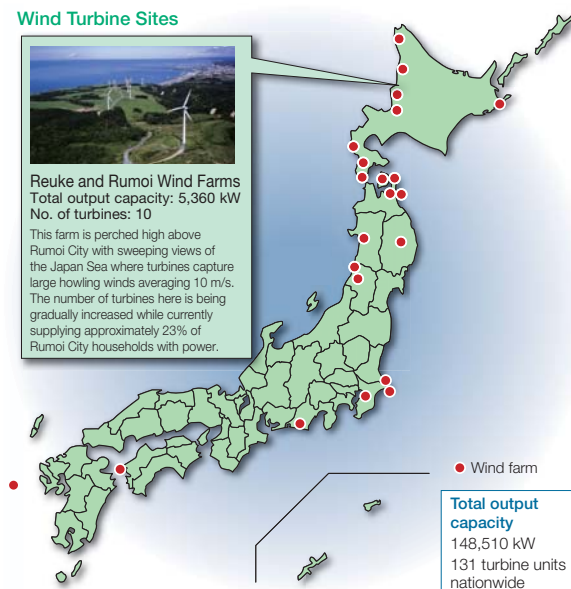 Wind Turbine Sites
Reuke and Rumoi Wind Farms
Total output capacity: 5,360 kW
No. of turbines: 10
This farm is perched high above
Rumoi City with sweeping views of
the Japan Sea where turbines capture
large howling winds averaging 10 m/s.
The number of turbines here is being
gradually increased while currently
supplying approximately 23% of
Rumoi City households with power.
Wind farm
Total output
capacity
148,510 kW
131 turbine units
nationwide